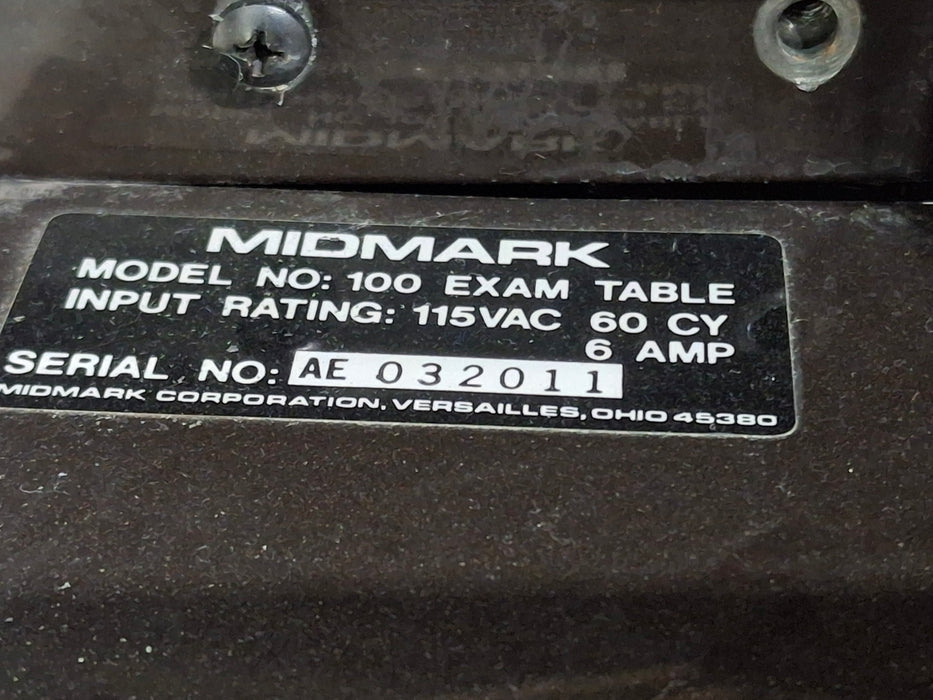 MIDMARK
MODEL NO: 100 EXAM TABLE
INPUT RATING: 115VAC 60 CY
6 AMP
SERIAL NO: AE 032011
MIDMARK CORPORATION, VERSAILLES, OHIO 45380